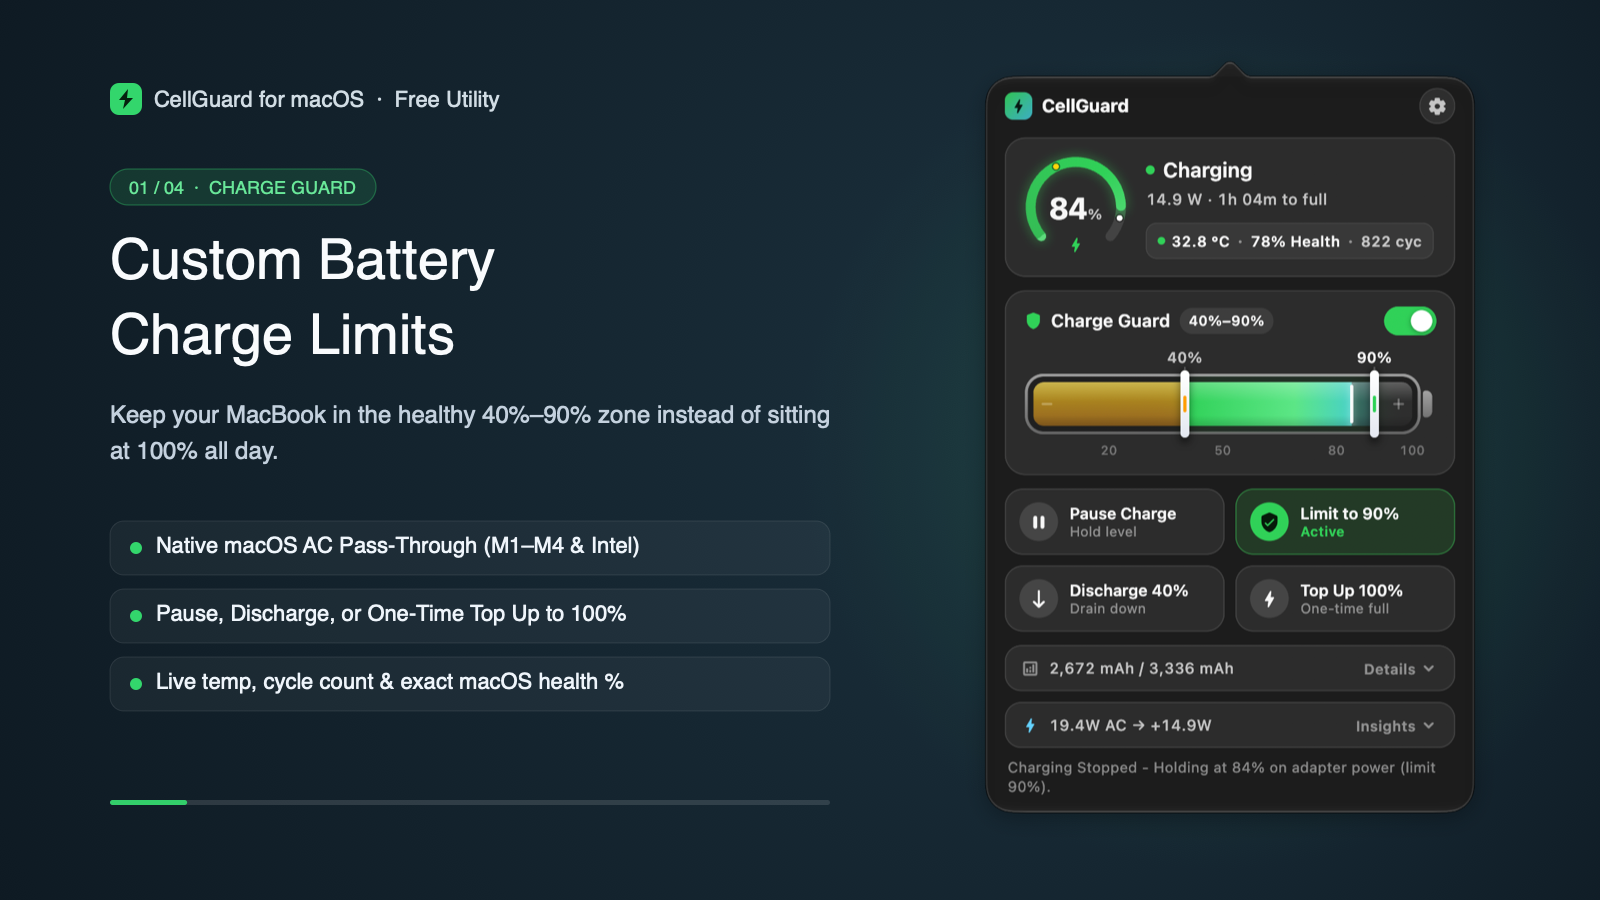 CellGuard for macOS · Free Utility
01 / 04 · CHARGE GUARD
Custom Battery
Charge Limits
Keep your MacBook in the healthy 40%–90% zone instead of sitting
at 100% all day.
Native macOS AC Pass-Through (M1–M4 & Intel)
Pause, Discharge, or One-Time Top Up to 100%
Live temp, cycle count & exact macOS health %
CellGuard
84%
Charging
14.9 W · 1h 04m to full
32.8 °C · 78% Health · 822 cyc
Charge Guard 40%–90%
40% 90%
− +
20 50 80 100
Pause Charge
Hold level
Limit to 90%
Active
Discharge 40%
Drain down
Top Up 100%
One-time full
2,672 mAh / 3,336 mAh Details
19.4W AC → +14.9W Insights
Charging Stopped - Holding at 84% on adapter power (limit
90%).